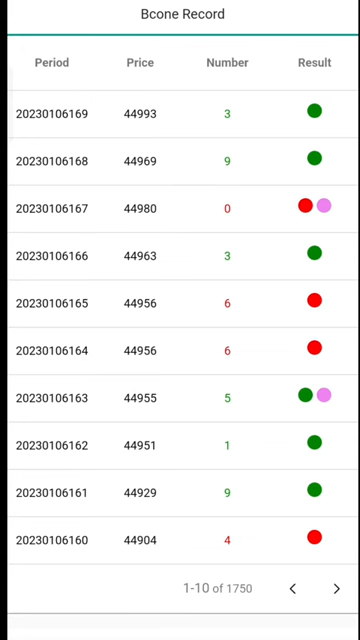 Bcone Record
Period Price Number Result
20230106169 44993 3
20230106168 44969 9
20230106167 44980 0
20230106166 44963 3
20230106165 44956 6
20230106164 44956 6
20230106163 44955 5
20230106162 44951 1
20230106161 44929 9
20230106160 44904 4
1-10 of 1750